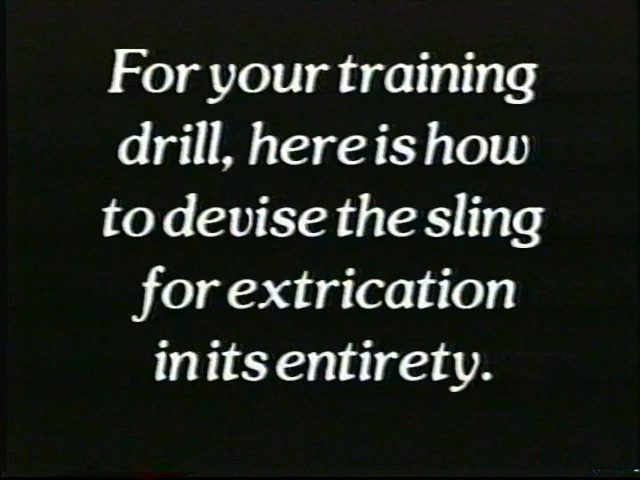 For your training
drill, here is how
to devise the sling
for extrication
in its entirety.